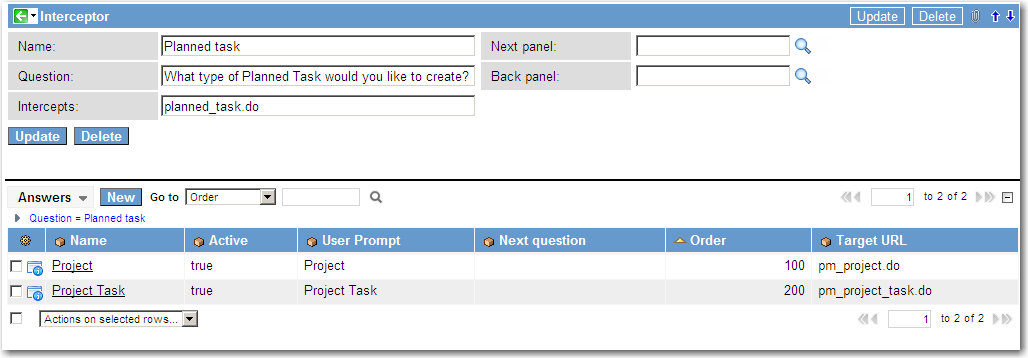 Interceptor Update Delete
Name: Planned task Next panel:
Question: What type of Planned Task would you like to create? Back panel:
Intercepts: planned_task.do
Update Delete
Answers New Go to Order 1 to 2 of 2
Question = Planned task
Name Active User Prompt Next question Order Target URL
Project true Project 100 pm_project.do
Project Task true Project Task 200 pm_project_task.do
Actions on selected rows... 1 to 2 of 2